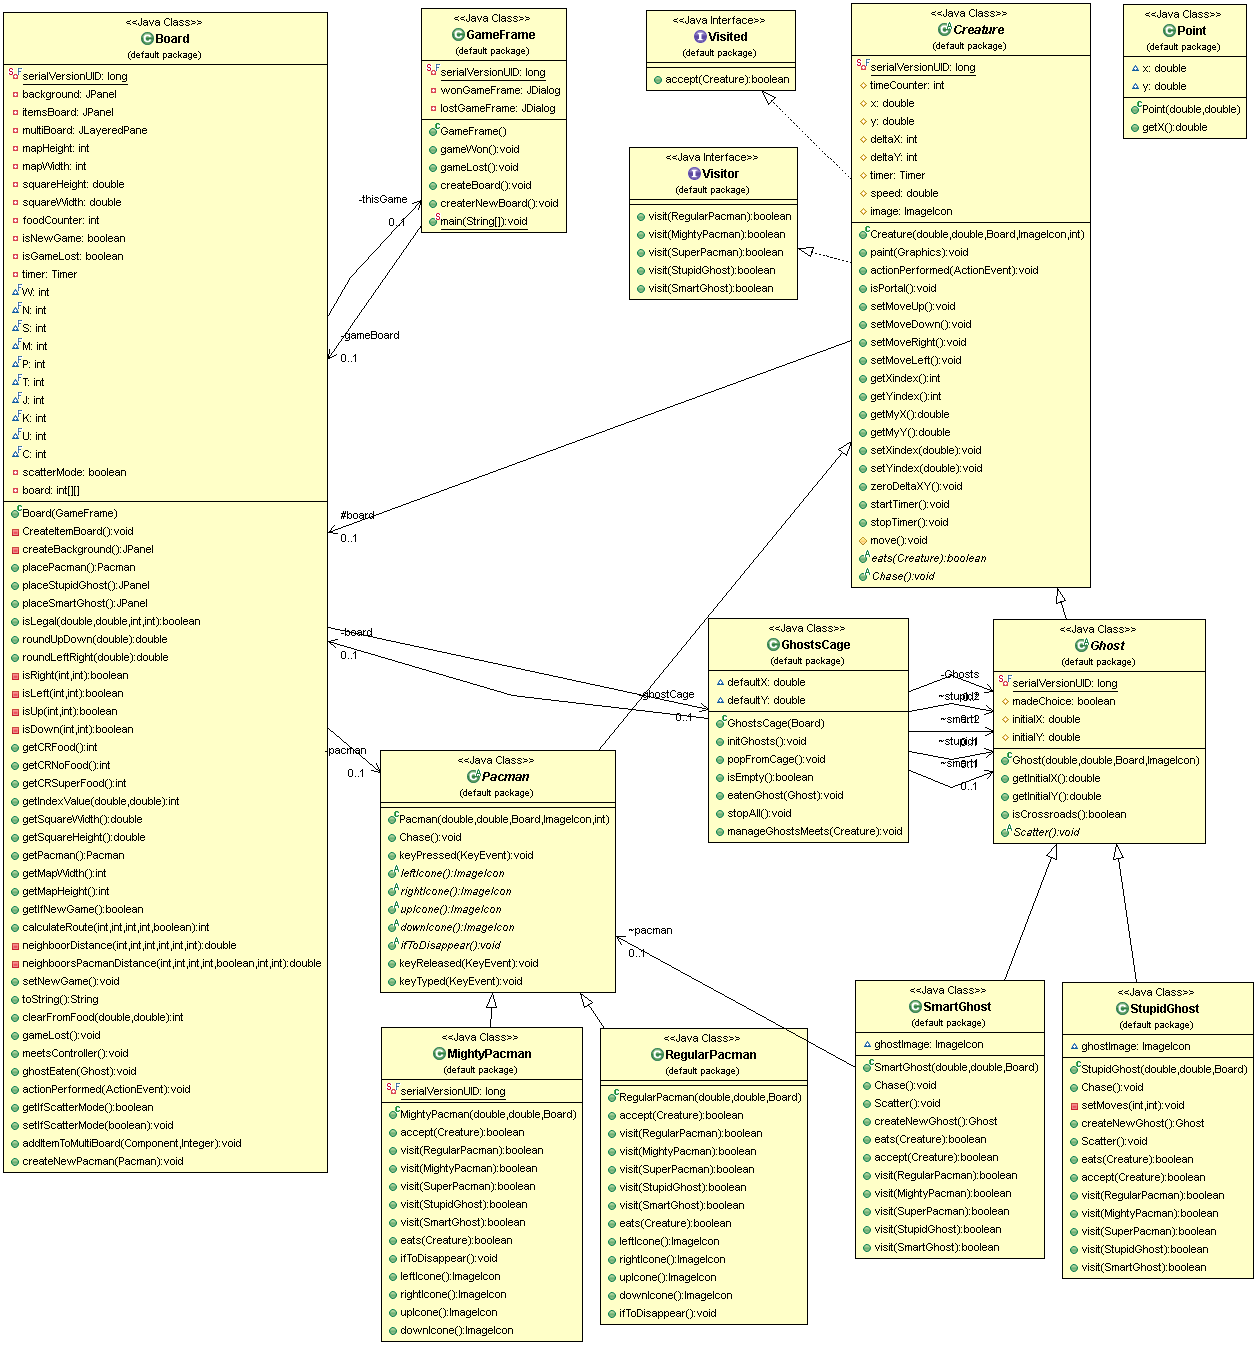 <<Java Class>>
Board
(default package)
serialVersionUID: long
background: JPanel
itemsBoard: JPanel
multiBoard: JLayeredPane
mapHeight: int
mapWidth: int
squareHeight: double
squareWidth: double
foodCounter: int
isNewGame: boolean
isGameLost: boolean
timer: Timer
W: int
N: int
S: int
M: int
P: int
T: int
J: int
K: int
U: int
C: int
scatterMode: boolean
board: int[][]
Board(GameFrame)
CreateItemBoard():void
createBackground():JPanel
placePacman():Pacman
placeStupidGhost():JPanel
placeSmartGhost():JPanel
isLegal(double,double,int,int):boolean
roundUpDown(double):double
roundLeftRight(double):double
isRight(int,int):boolean
isLeft(int,int):boolean
isUp(int,int):boolean
isDown(int,int):boolean
getCRFood():int
getCRNoFood():int
getCRSuperFood():int
getIndexValue(double,double):int
getSquareWidth():double
getSquareHeight():double
getPacman():Pacman
getMapWidth():int
getMapHeight():int
getIfNewGame():boolean
calculateRoute(int,int,int,int,boolean):int
neighboorDistance(int,int,int,int,int,int):double
neighboorsPacmanDistance(int,int,int,int,boolean,int,int):double
setNewGame():void
toString():String
clearFromFood(double,double):int
gameLost():void
meetsController():void
ghostEaten(Ghost):void
actionPerformed(ActionEvent):void
getIfScatterMode():boolean
setIfScatterMode(boolean):void
addItemToMultiBoard(Component,Integer):void
createNewPacman(Pacman):void
<<Java Class>>
GameFrame
(default package)
serialVersionUID: long
wonGameFrame: JDialog
lostGameFrame: JDialog
GameFrame()
gameWon():void
gameLost():void
createBoard():void
createrNewBoard():void
main(String[]):void
-thisGame
0..1
-gameBoard
0..1
<<Java Interface>>
Visited
(default package)
accept(Creature):boolean
<<Java Interface>>
Visitor
(default package)
visit(RegularPacman):boolean
visit(MightyPacman):boolean
visit(SuperPacman):boolean
visit(StupidGhost):boolean
visit(SmartGhost):boolean
<<Java Class>>
Creature
(default package)
serialVersionUID: long
timeCounter: int
x: double
y: double
deltaX: int
deltaY: int
timer: Timer
speed: double
image: ImageIcon
Creature(double,double,Board,ImageIcon,int)
paint(Graphics):void
actionPerformed(ActionEvent):void
isPortal():void
setMoveUp():void
setMoveDown():void
setMoveRight():void
setMoveLeft():void
getXindex():int
getYindex():int
getMyX():double
getMyY():double
setXindex(double):void
setYindex(double):void
zeroDeltaXY():void
startTimer():void
stopTimer():void
move():void
eats(Creature):boolean
Chase():void
<<Java Class>>
Point
(default package)
x: double
y: double
Point(double,double)
getX():double
#board
0..1
-board
0..1
-ghostCage
0..1
-pacman
0..1
<<Java Class>>
GhostsCage
(default package)
defaultX: double
defaultY: double
GhostsCage(Board)
initGhosts():void
popFromCage():void
isEmpty():boolean
eatenGhost(Ghost):void
stopAll():void
manageGhostsMeets(Creature):void
-Ghosts
~stupid2
~smart2
~stupid1
~smart1
0..1
<<Java Class>>
Ghost
(default package)
serialVersionUID: long
madeChoice: boolean
initialX: double
initialY: double
Ghost(double,double,Board,ImageIcon)
getInitialX():double
getInitialY():double
isCrossroads():boolean
Scatter():void
<<Java Class>>
Pacman
(default package)
Pacman(double,double,Board,ImageIcon,int)
Chase():void
keyPressed(KeyEvent):void
leftIcone():ImageIcon
rightIcone():ImageIcon
upIcone():ImageIcon
downIcone():ImageIcon
ifToDisappear():void
keyReleased(KeyEvent):void
keyTyped(KeyEvent):void
~pacman
0..1
<<Java Class>>
MightyPacman
(default package)
serialVersionUID: long
MightyPacman(double,double,Board)
accept(Creature):boolean
visit(RegularPacman):boolean
visit(MightyPacman):boolean
visit(SuperPacman):boolean
visit(StupidGhost):boolean
visit(SmartGhost):boolean
eats(Creature):boolean
ifToDisappear():void
leftIcone():ImageIcon
rightIcone():ImageIcon
upIcone():ImageIcon
downIcone():ImageIcon
<<Java Class>>
RegularPacman
(default package)
RegularPacman(double,double,Board)
accept(Creature):boolean
visit(RegularPacman):boolean
visit(MightyPacman):boolean
visit(SuperPacman):boolean
visit(StupidGhost):boolean
visit(SmartGhost):boolean
eats(Creature):boolean
leftIcone():ImageIcon
rightIcone():ImageIcon
upIcone():ImageIcon
downIcone():ImageIcon
ifToDisappear():void
<<Java Class>>
SmartGhost
(default package)
ghostImage: ImageIcon
SmartGhost(double,double,Board)
Chase():void
Scatter():void
createNewGhost():Ghost
eats(Creature):boolean
accept(Creature):boolean
visit(RegularPacman):boolean
visit(MightyPacman):boolean
visit(SuperPacman):boolean
visit(StupidGhost):boolean
visit(SmartGhost):boolean
<<Java Class>>
StupidGhost
(default package)
ghostImage: ImageIcon
StupidGhost(double,double,Board)
Chase():void
setMoves(int,int):void
createNewGhost():Ghost
Scatter():void
eats(Creature):boolean
accept(Creature):boolean
visit(RegularPacman):boolean
visit(MightyPacman):boolean
visit(SuperPacman):boolean
visit(StupidGhost):boolean
visit(SmartGhost):boolean